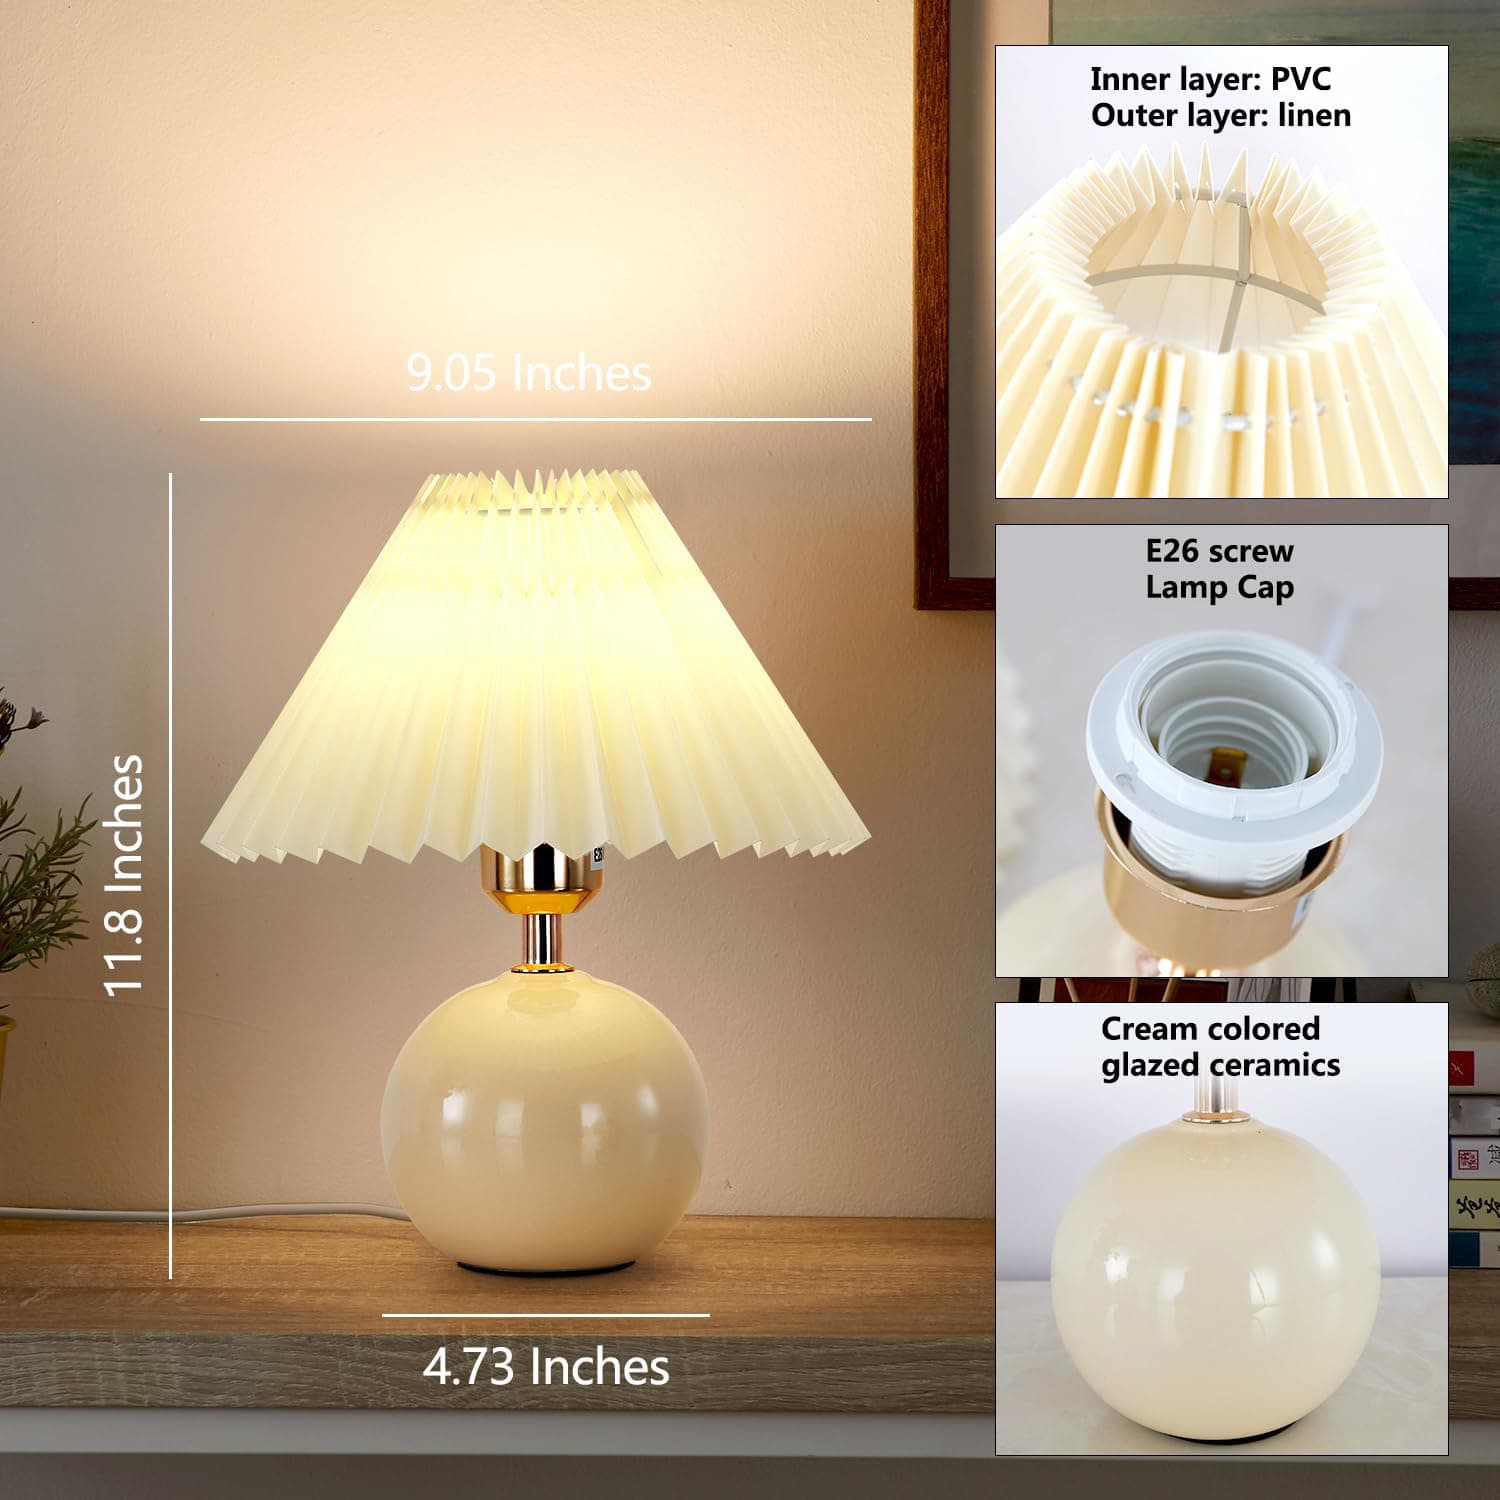 Inner layer: PVC
Outer layer: linen
9.05 Inches
E26 screw
Lamp Cap
11.8 Inches
E26
Cream colored
glazed ceramics
4.73 Inches